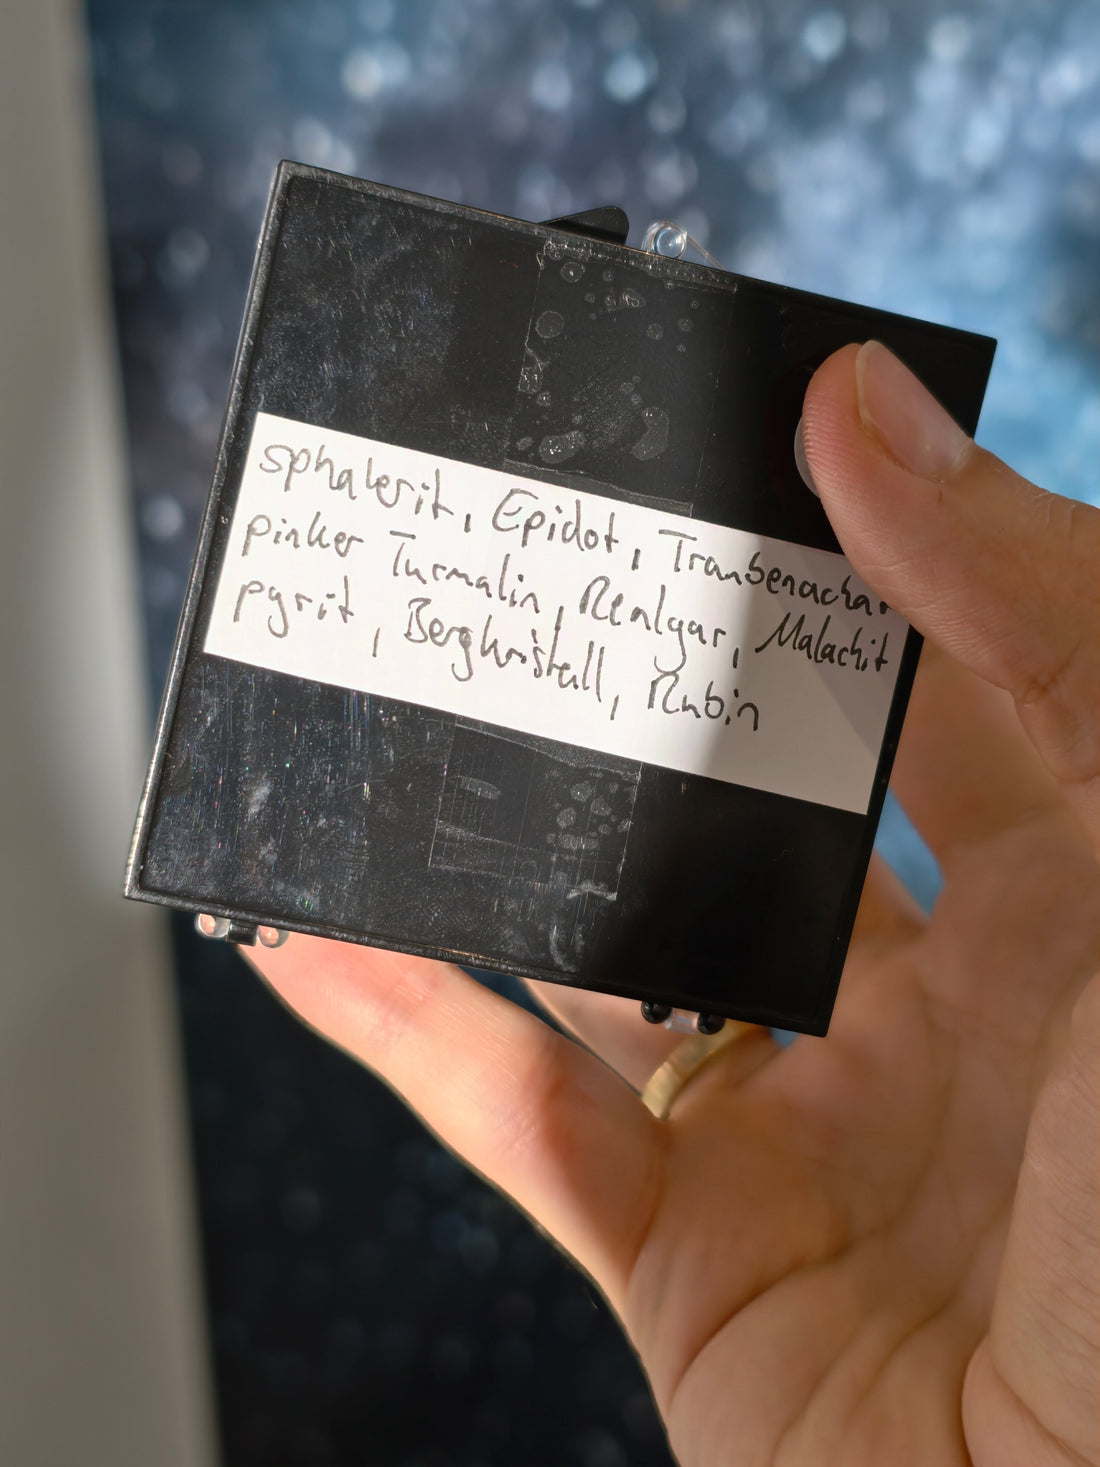 sphalerit, Epidot, Traubenachat
pinker Turmalin, Realgar, Malachit
pyrit, Bergkristall, Rubin